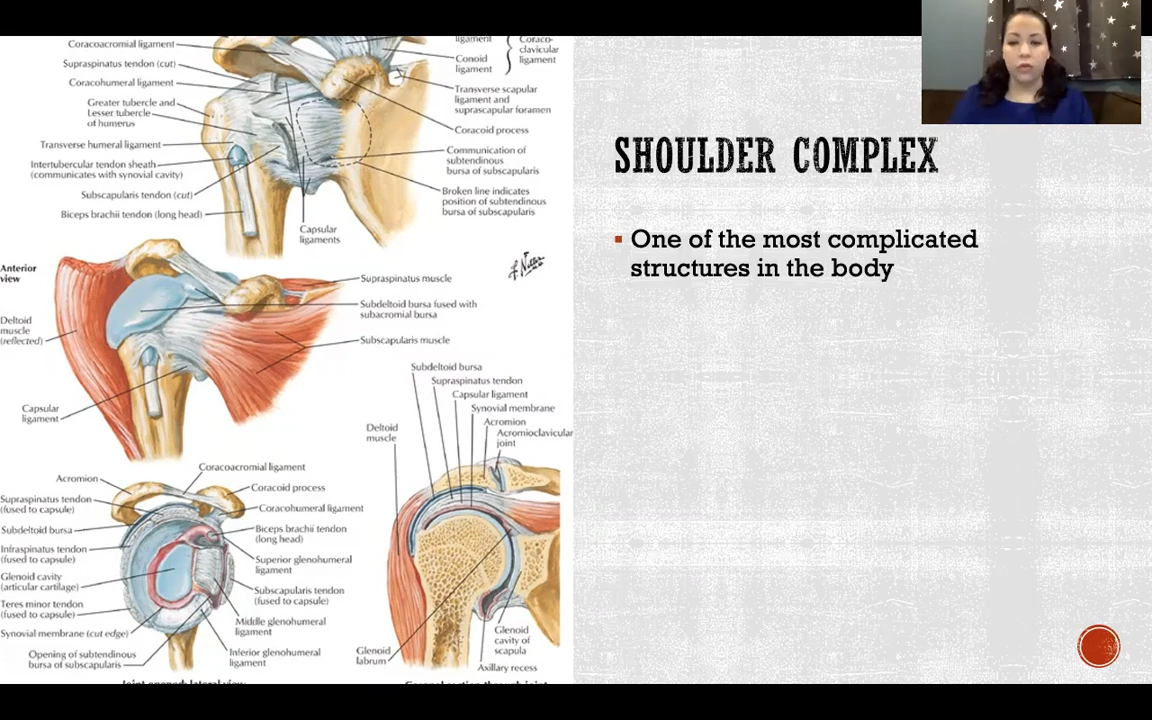 Coracoacromial ligament
Supraspinatus tendon (cut)
Coracohumeral ligament
Greater tubercle and
Lesser tubercle
of humerus
Transverse humeral ligament
Intertubercular tendon sheath
(communicates with synovial cavity)
Subscapularis tendon (cut)
Biceps brachii tendon (long head)
Capsular
ligaments
ligament
Coraco-
clavicular
ligament
Conoid
ligament
Transverse scapular
ligament and
suprascapular foramen
Coracoid process
Communication of
subtendinous
bursa of subscapularis
Broken line indicates
position of subtendinous
bursa of subscapularis
SHOULDER COMPLEX
▪ One of the most complicated
structures in the body
Anterior
view
Deltoid
muscle
(reflected)
Capsular
ligament
Supraspinatus muscle
Subdeltoid bursa fused with
subacromial bursa
Subscapularis muscle
Acromion
Coracoacromial ligament
Coracoid process
Supraspinatus tendon
(fused to capsule)
Coracohumeral ligament
Subdeltoid bursa
Biceps brachii tendon
(long head)
Infraspinatus tendon
(fused to capsule)
Superior glenohumeral
ligament
Glenoid cavity
(articular cartilage)
Subscapularis tendon
(fused to capsule)
Teres minor tendon
(fused to capsule)
Middle glenohumeral
ligament
Synovial membrane (cut edge)
Opening of subtendinous
bursa of subscapularis
Inferior glenohumeral
ligament
Joint opened: lateral view
Subdeltoid bursa
Supraspinatus tendon
Capsular ligament
Synovial membrane
Acromion
Acromioclavicular
joint
Deltoid
muscle
Glenoid
labrum
Glenoid
cavity of
scapula
Axillary recess
Coronal section through joint